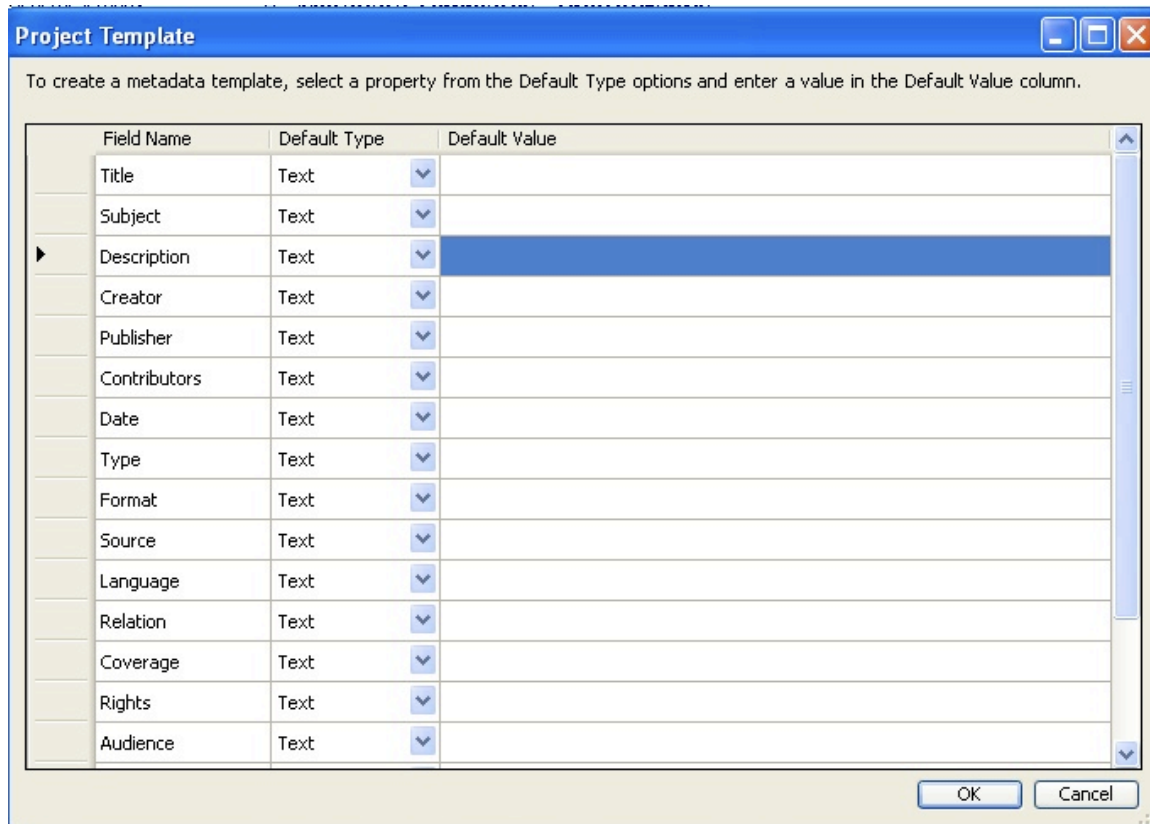 Project Template
To create a metadata template, select a property from the Default Type options and enter a value in the Default Value column.
Field Name Default Type Default Value
Title Text
Subject Text
Description Text
Creator Text
Publisher Text
Contributors Text
Date Text
Type Text
Format Text
Source Text
Language Text
Relation Text
Coverage Text
Rights Text
Audience Text
OK Cancel